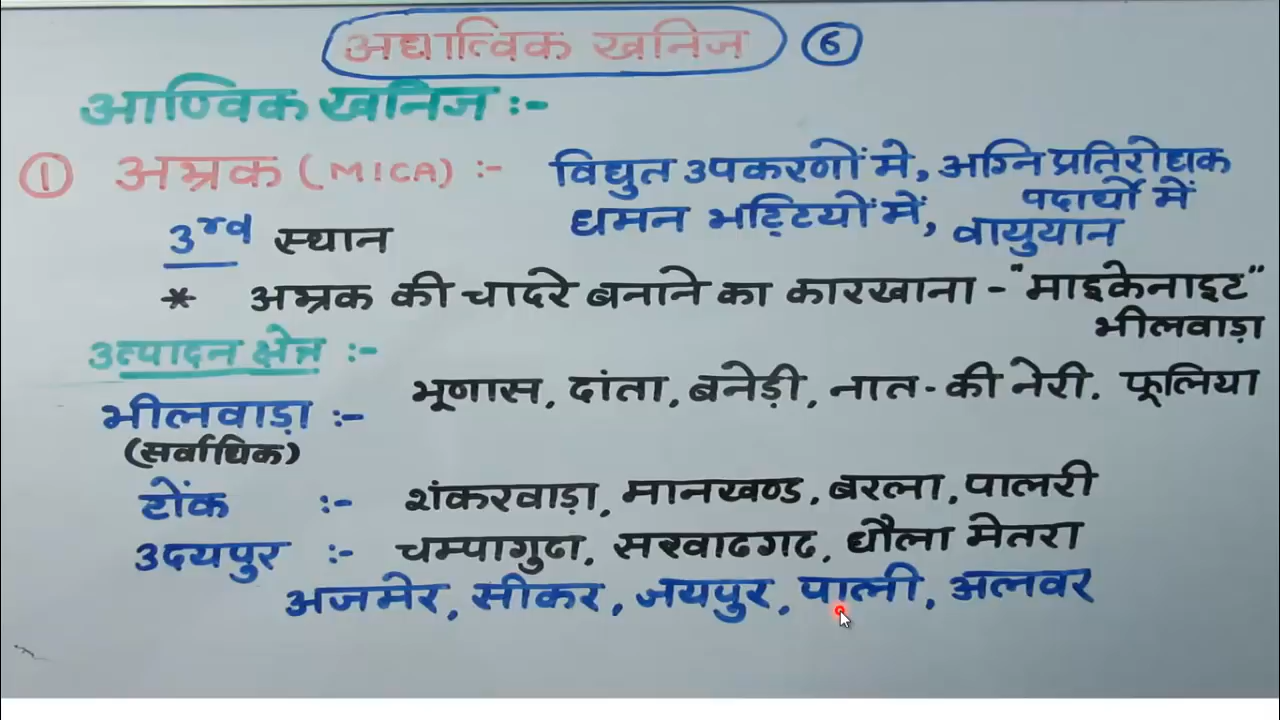 अधात्विक खनिज ६
आण्विक खनिज :-
① अभ्रक (MICA) :- विद्युत उपकरणों मे, अग्नि प्रतिरोधक
पदार्थो में
धमन भट्टियों में, वायुयान
3rd स्थान
* अभ्रक की चादरे बनाने का कारखाना - "माइकेनाइट"
भीलवाड़ा
उत्पादन क्षेत्र :-
भीलवाड़ा :- भूणास, दांता, बनेड़ी, नात-की नेरी. फूलिया
(सर्वाधिक)
टोंक :- शंकरवाड़ा, मानखण्ड, बरला, पालरी
उदयपुर :- चम्पागुढा, सरवाढगढ, धौला मेतरा
अजमेर, सीकर, जयपुर, पाली, अलवर